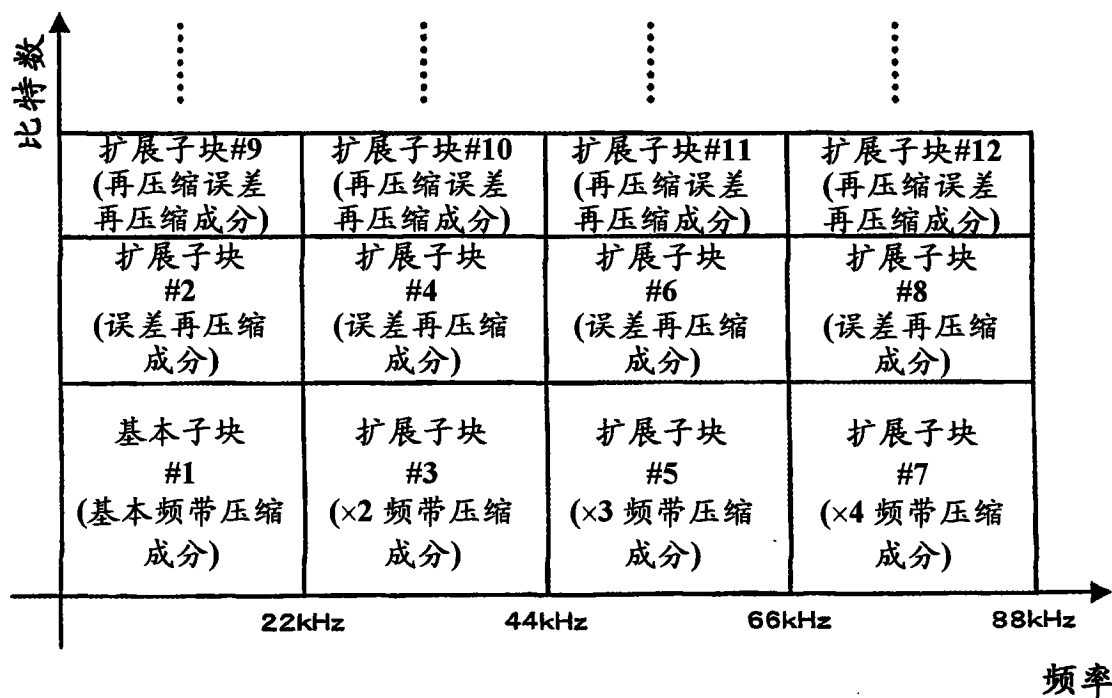 比特数
扩展子块#9
(再压缩误差
再压缩成分)
扩展子块#10
(再压缩误差
再压缩成分)
扩展子块#11
(再压缩误差
再压缩成分)
扩展子块#12
(再压缩误差
再压缩成分)
扩展子块
#2
(误差再压缩
成分)
扩展子块
#4
(误差再压缩
成分)
扩展子块
#6
(误差再压缩
成分)
扩展子块
#8
(误差再压缩
成分)
基本子块
#1
(基本频带压缩
成分)
扩展子块
#3
(×2 频带压缩
成分)
扩展子块
#5
(×3 频带压缩
成分)
扩展子块
#7
(×4 频带压缩
成分)
22kHz
44kHz
66kHz
88kHz
频率